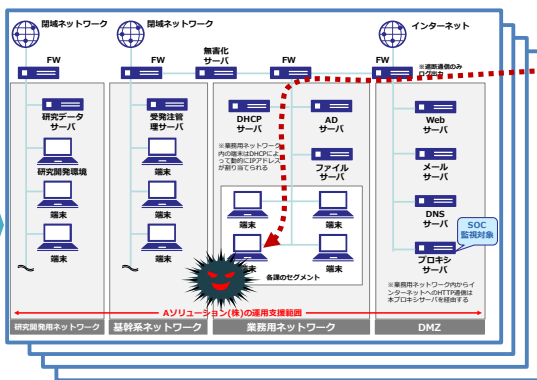 閉域ネットワーク
閉域ネットワーク
インターネット
FW
FW
無害化
サーバ
FW
FW
※遮断通信のみ
ログ出力
研究データ
サーバ
受発注管
理サーバ
DHCP
サーバ
AD
サーバ
Web
サーバ
※業務用ネットワーク
内の端末はDHCPによ
って動的にIPアドレス
が割り当てられる
研究開発環境
端末
ファイル
サーバ
メール
サーバ
端末
端末
端末
端末
DNS
サーバ
SOC
監視対象
端末
端末
端末
端末
プロキシ
サーバ
各課のセグメント
※業務用ネットワーク内からイ
ンターネットへのHTTP通信は
本プロキシサーバを経由する
Aソリューション(株)の運用支援範囲
研究開発用ネットワーク
基幹系ネットワーク
業務用ネットワーク
DMZ